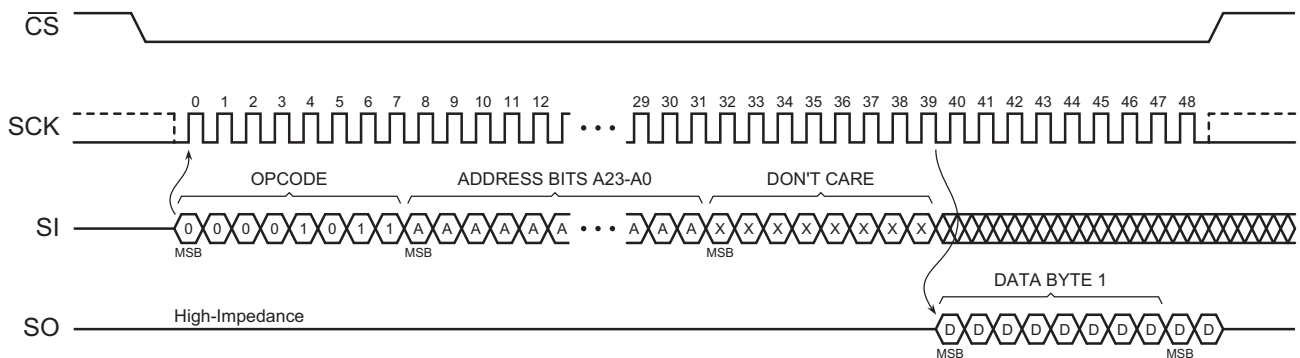 CS
0 1 2 3 4 5 6 7 8 9 10 11 12 29 30 31 32 33 34 35 36 37 38 39 40 41 42 43 44 45 46 47 48
SCK
OPCODE ADDRESS BITS A23-A0 DON'T CARE
SI 0 0 0 0 1 0 1 1 A A A A A A A A A X X X X X X X X
MSB MSB MSB
DATA BYTE 1
High-Impedance
SO D D D D D D D D D D
MSB MSB